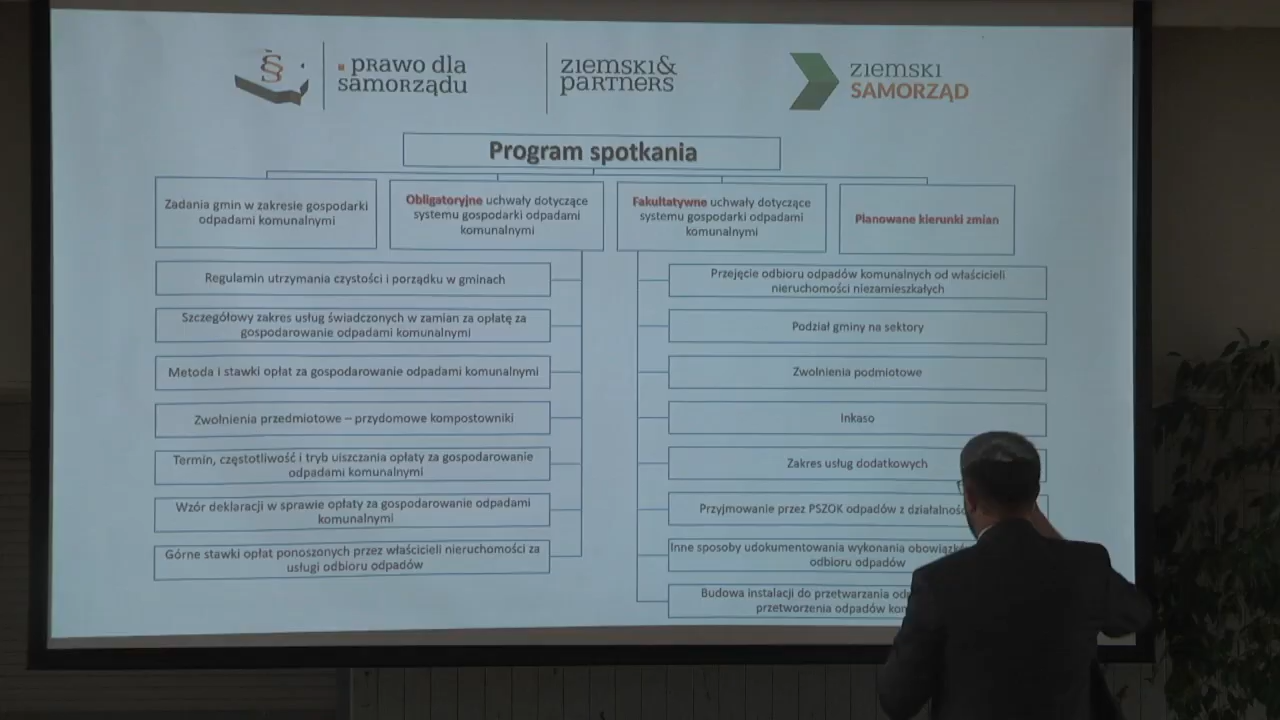 §
prawo dla
samorządu
ziemski&
partners
ziemski
SAMORZĄD
Program spotkania
Zadania gmin w zakresie gospodarki
odpadami komunalnymi
Obligatoryjne uchwały dotyczące
systemu gospodarki odpadami
komunalnymi
Fakultatywne uchwały dotyczące
systemu gospodarki odpadami
komunalnymi
Planowane kierunki zmian
Regulamin utrzymania czystości i porządku w gminach
Szczegółowy zakres usług świadczonych w zamian za opłatę za
gospodarowanie odpadami komunalnymi
Metoda i stawki opłat za gospodarowanie odpadami komunalnymi
Zwolnienia przedmiotowe – przydomowe kompostowniki
Termin, częstotliwość i tryb uiszczania opłaty za gospodarowanie
odpadami komunalnymi
Wzór deklaracji w sprawie opłaty za gospodarowanie odpadami
komunalnymi
Górne stawki opłat ponoszonych przez właścicieli nieruchomości za
usługi odbioru odpadów
Przejęcie odbioru odpadów komunalnych od właścicieli
nieruchomości niezamieszkałych
Podział gminy na sektory
Zwolnienia podmiotowe
Inkaso
Zakres usług dodatkowych
Przyjmowanie przez PSZOK odpadów z
Inne sposoby udokumentowania wykonania
odbioru odpadów
Budowa instalacji do przetwarzania
przetworzenia odpadów